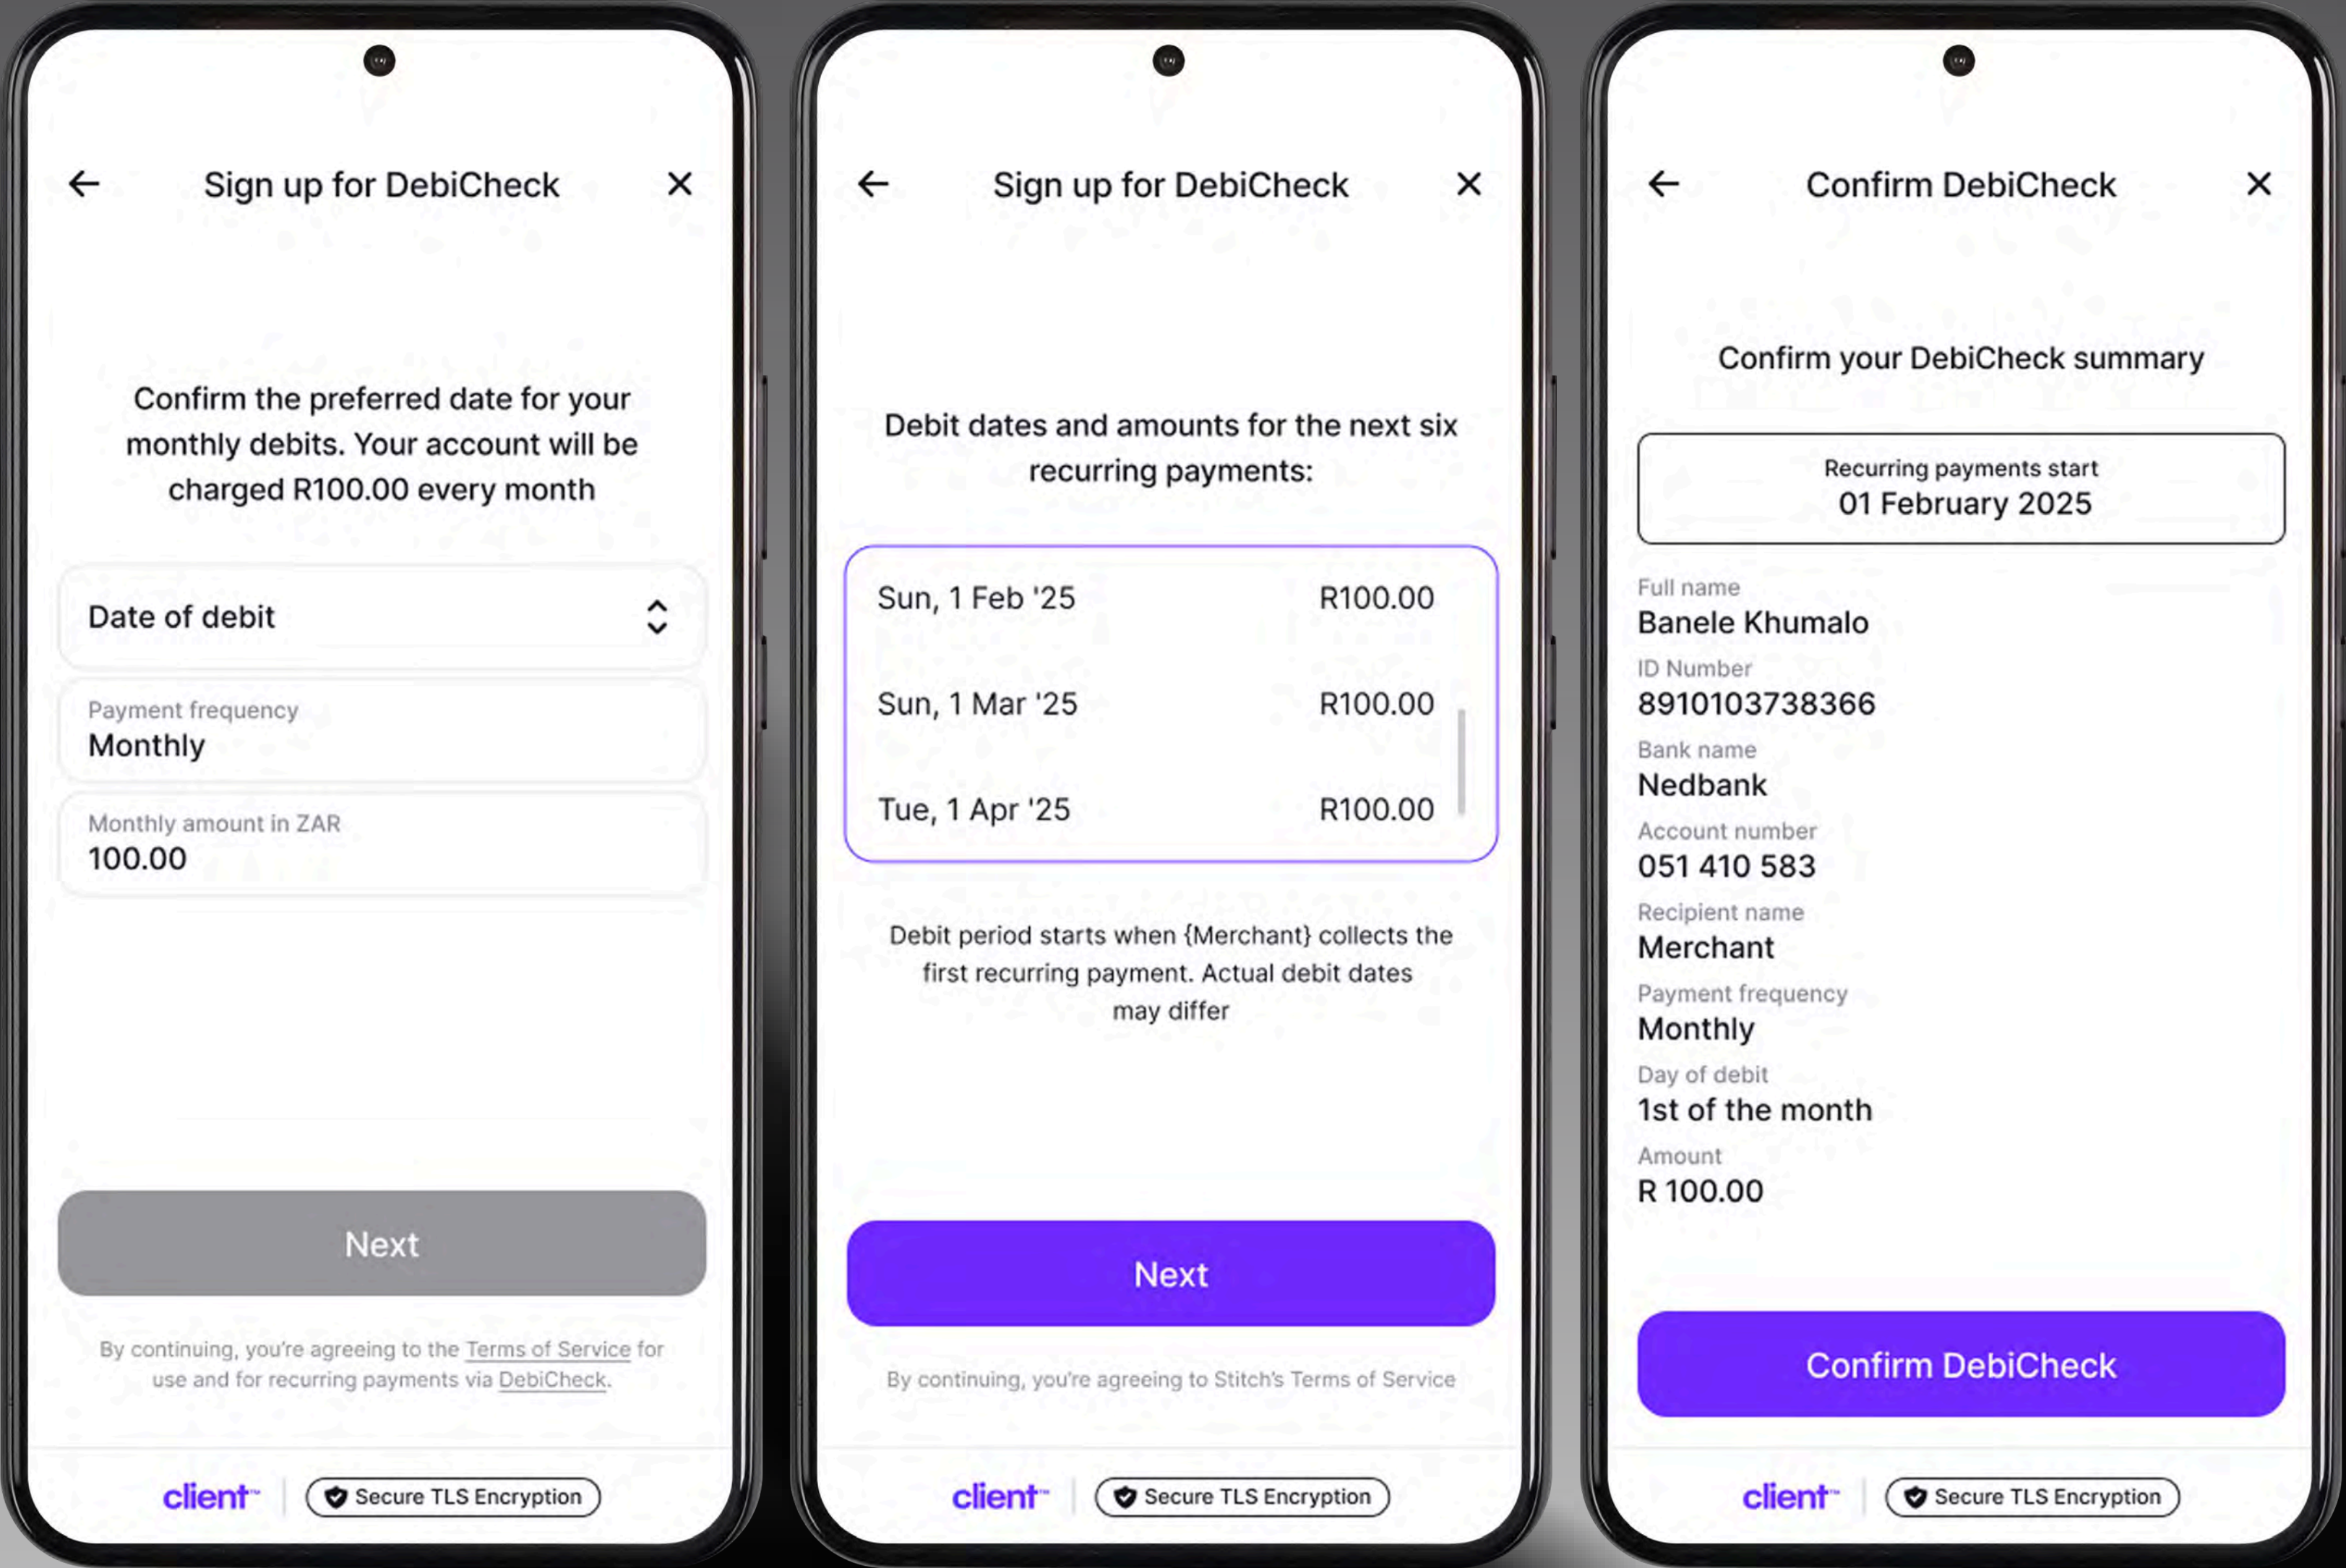 Sign up for DebiCheck
Confirm the preferred date for your
monthly debits. Your account will be
charged R100.00 every month
Date of debit
Payment frequency
Monthly
Monthly amount in ZAR
100.00
Next
By continuing, you're agreeing to the Terms of Service for
use and for recurring payments via DebiCheck.
client™
Secure TLS Encryption
Sign up for DebiCheck
Debit dates and amounts for the next six
recurring payments:
Sun, 1 Feb '25 R100.00
Sun, 1 Mar '25 R100.00
Tue, 1 Apr '25 R100.00
Debit period starts when {Merchant} collects the
first recurring payment. Actual debit dates
may differ
Next
By continuing, you're agreeing to Stitch's Terms of Service
client™
Secure TLS Encryption
Confirm DebiCheck
Confirm your DebiCheck summary
Recurring payments start
01 February 2025
Full name
Banele Khumalo
ID Number
8910103738366
Bank name
Nedbank
Account number
051 410 583
Recipient name
Merchant
Payment frequency
Monthly
Day of debit
1st of the month
Amount
R 100.00
Confirm DebiCheck
client™
Secure TLS Encryption